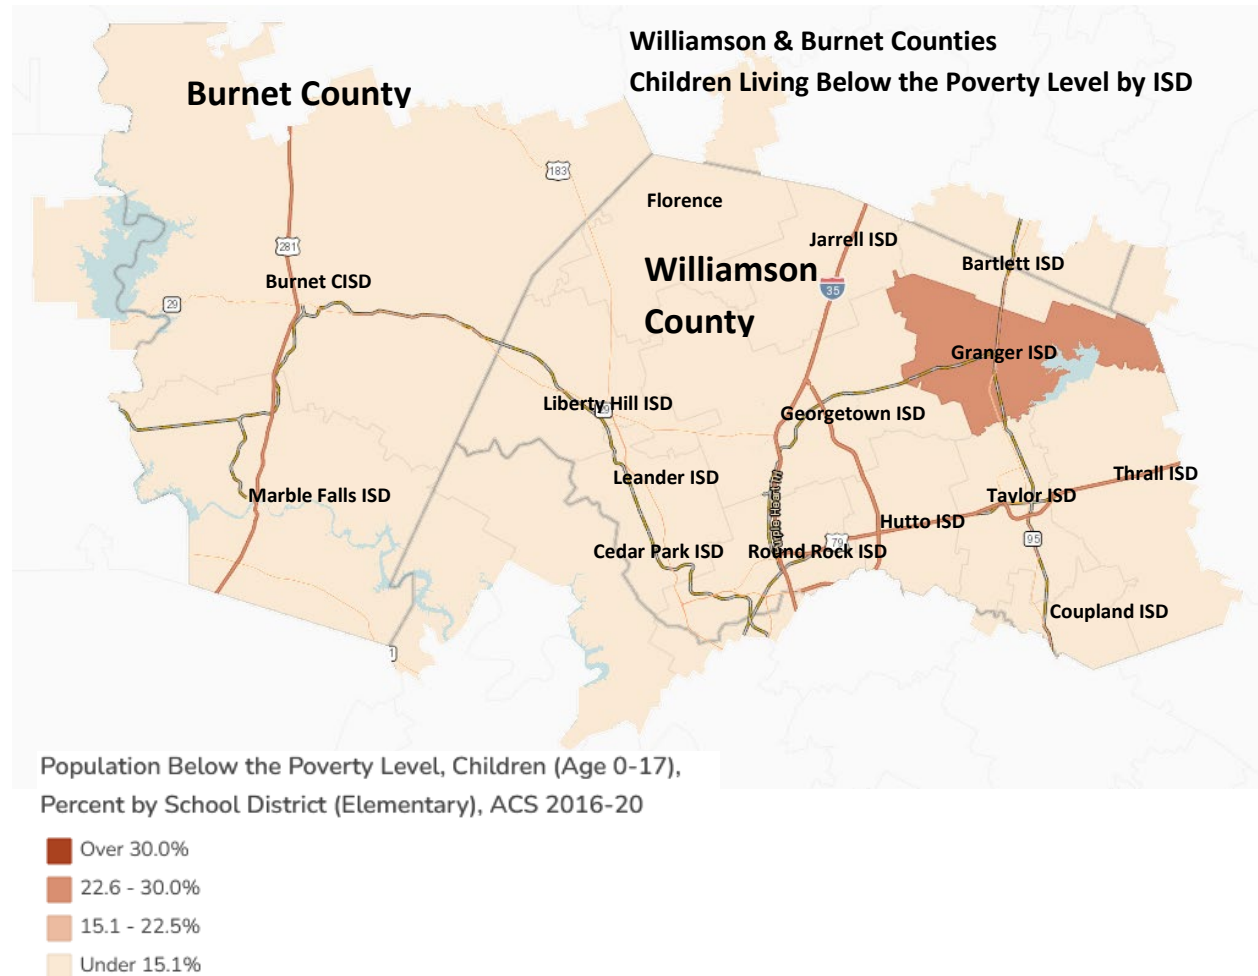 Williamson & Burnet Counties
Children Living Below the Poverty Level by ISD
Burnet County
183
Florence
Jarrell ISD
281
Williamson
County
Bartlett ISD
Burnet CISD
35
29
Granger ISD
Liberty Hill ISD
29
Georgetown ISD
Leander ISD
Thrall ISD
Marble Falls ISD
Taylor ISD
Hutto ISD
79
95
Cedar Park ISD
Round Rock ISD
Coupland ISD
1
Population Below the Poverty Level, Children (Age 0-17),
Percent by School District (Elementary), ACS 2016-20
Over 30.0%
22.6 - 30.0%
15.1 - 22.5%
Under 15.1%